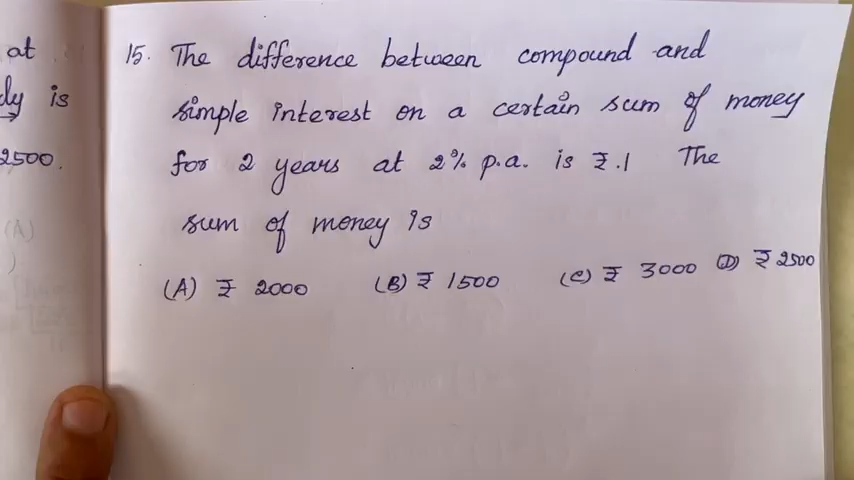 at
dy is
2500.
(A)
)
15. The difference between compound and
simple interest on a certain sum of money
for 2 years at 2% p.a. is ₹.1 The
sum of money is
(A) ₹ 2000 (B) ₹ 1500 (C) ₹ 3000 (D) ₹ 2500